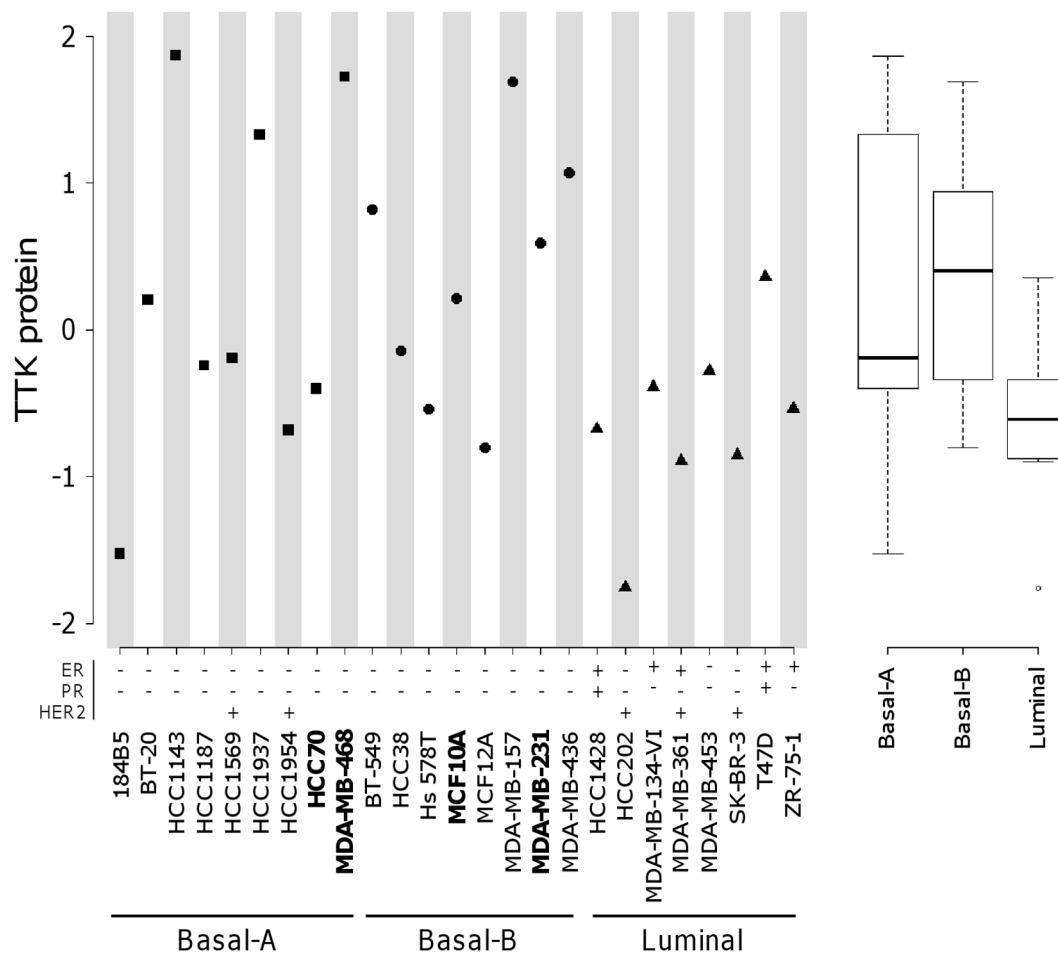 2
1
0
-1
-2
TTK protein
ER - - - - - - - - - - - - - - - - - + - + + - - + +
PR - - - - - - - - - - - - - - - - - + - - - - - + -
HER2 + + + + +
184B5
BT-20
HCC1143
HCC1187
HCC1569
HCC1937
HCC1954
HCC70
MDA-MB-468
BT-549
HCC38
Hs 578T
MCF10A
MCF12A
MDA-MB-157
MDA-MB-231
MDA-MB-436
HCC1428
HCC202
MDA-MB-134-VI
MDA-MB-361
MDA-MB-453
SK-BR-3
T47D
ZR-75-1
Basal-A
Basal-B
Luminal
Basal-A
Basal-B
Luminal